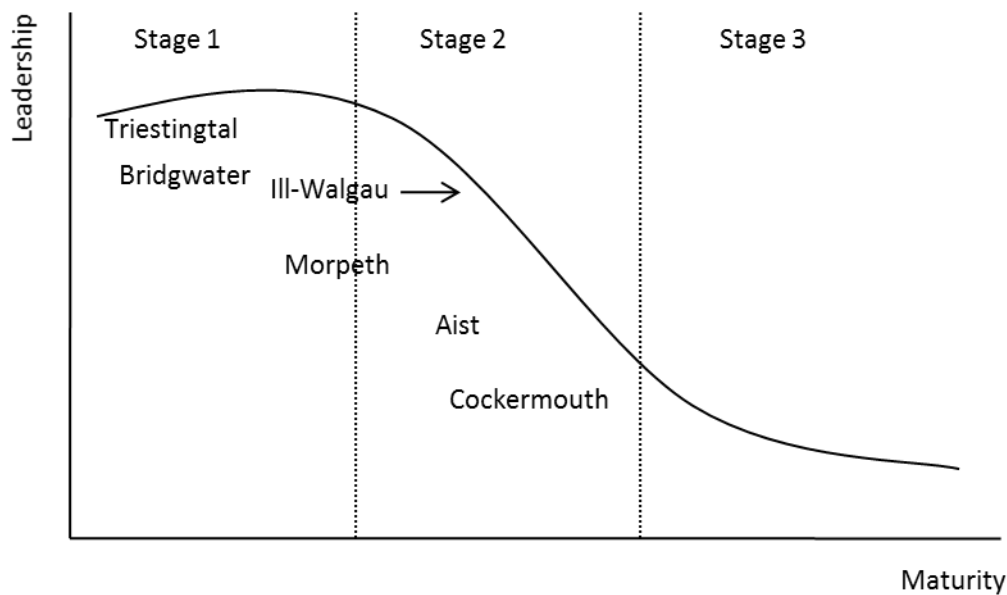 Leadership
Stage 1
Stage 2
Stage 3
Triestingtal
Bridgwater
Ill-Walgau
Morpeth
Aist
Cockermouth
Maturity